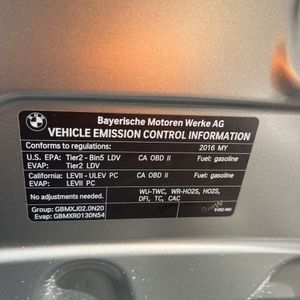 BMW
Bayerische Motoren Werke AG
VEHICLE EMISSION CONTROL INFORMATION
Conforms to regulations: 2016 MY
U.S. EPA: Tier2 - Bin5 LDV CA OBD II Fuel: gasoline
EVAP: Tier2 LDV
California: LEVII - ULEV PC CA OBD II Fuel: gasoline
EVAP: LEVII PC
No adjustments needed. WU-TWC, WR-HO2S, HO2S,
DFI, TC, CAC
Group: GBMXJ02.0N20
Evap: GBMXR0130N54